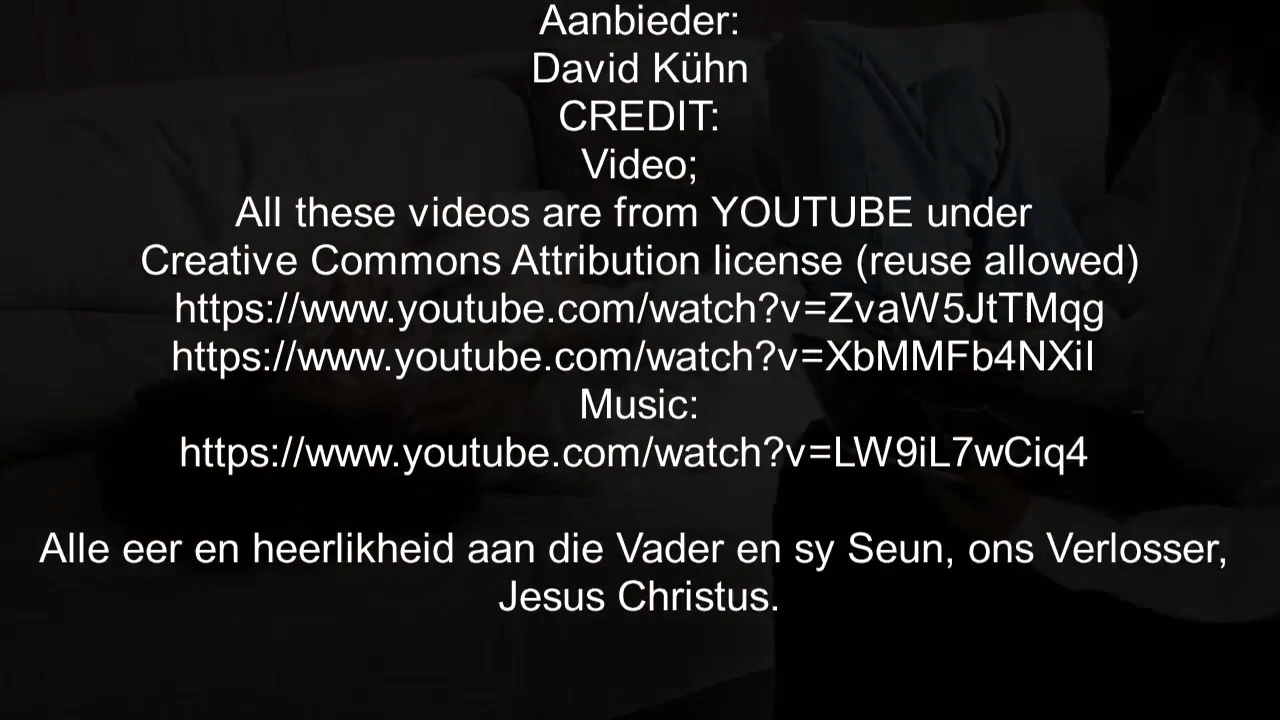 Aanbieder:
David Kühn
CREDIT:
Video;
All these videos are from YOUTUBE under
Creative Commons Attribution license (reuse allowed)
https://www.youtube.com/watch?v=ZvaW5JtTMqg
https://www.youtube.com/watch?v=XbMMFb4NXiI
Music:
https://www.youtube.com/watch?v=LW9iL7wCiq4
Alle eer en heerlikheid aan die Vader en sy Seun, ons Verlosser,
Jesus Christus.